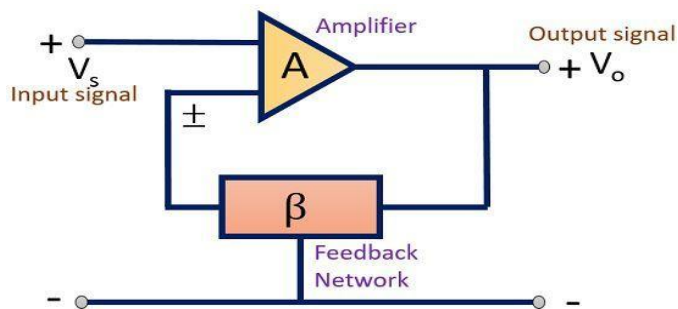 Amplifier
Output signal
+
A
+ Vo
Vs
Input signal
±
β
Feedback
Network
-
-